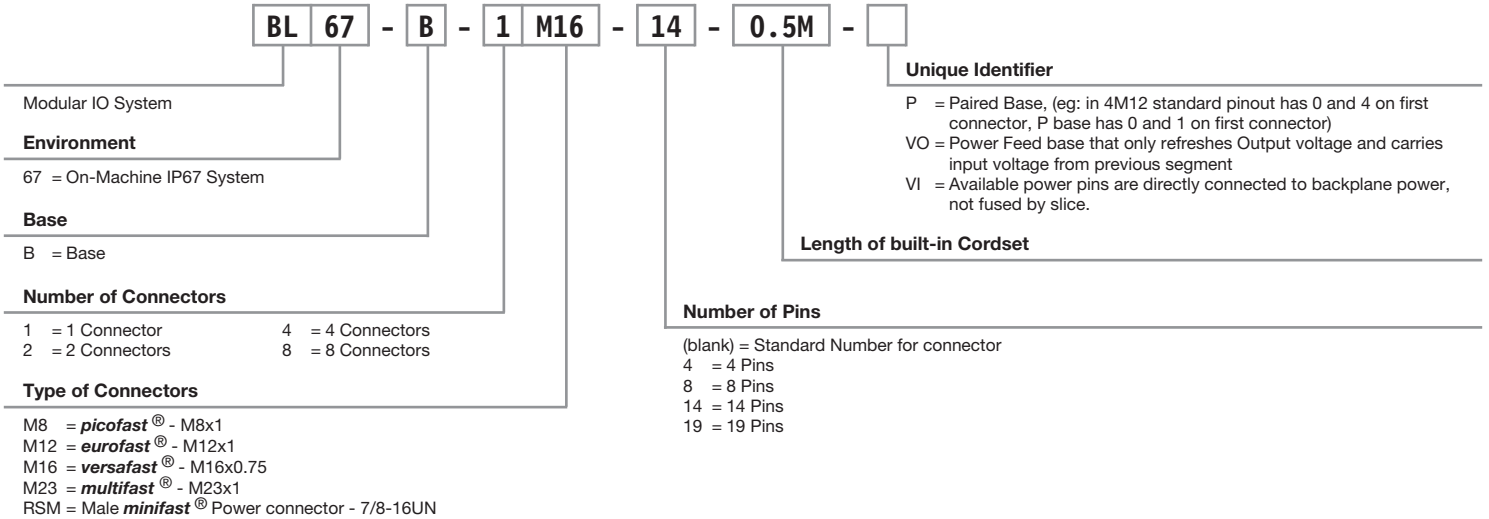 BL 67 - B - 1 M16 - 14 - 0.5M -
Modular IO System
Environment
67 = On-Machine IP67 System
Base
B = Base
Number of Connectors
1 = 1 Connector
2 = 2 Connectors
4 = 4 Connectors
8 = 8 Connectors
Type of Connectors
M8 = picofast ® - M8x1
M12 = eurofast ® - M12x1
M16 = versafast ® - M16x0.75
M23 = multifast ® - M23x1
RSM = Male minifast ® Power connector - 7/8-16UN
Number of Pins
(blank) = Standard Number for connector
4 = 4 Pins
8 = 8 Pins
14 = 14 Pins
19 = 19 Pins
Length of built-in Cordset
Unique Identifier
P = Paired Base, (eg: in 4M12 standard pinout has 0 and 4 on first
connector, P base has 0 and 1 on first connector)
VO = Power Feed base that only refreshes Output voltage and carries
input voltage from previous segment
VI = Available power pins are directly connected to backplane power,
not fused by slice.